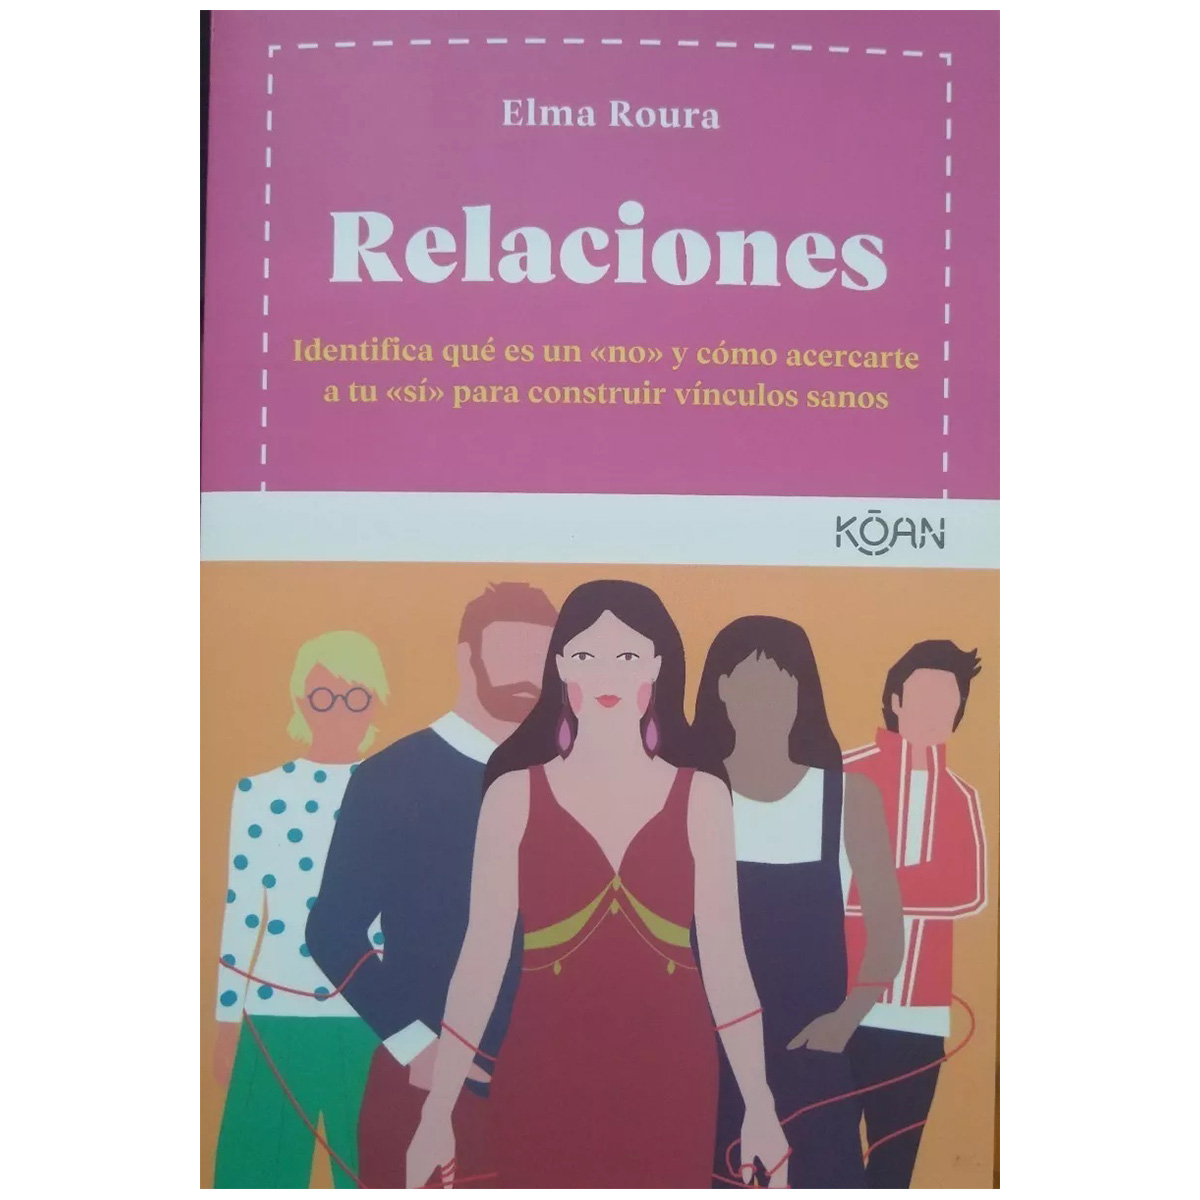 Elma Roura
Relaciones
Identifica qué es un «no» y cómo acercarte
a tu «sí» para construir vínculos sanos
KŌAN